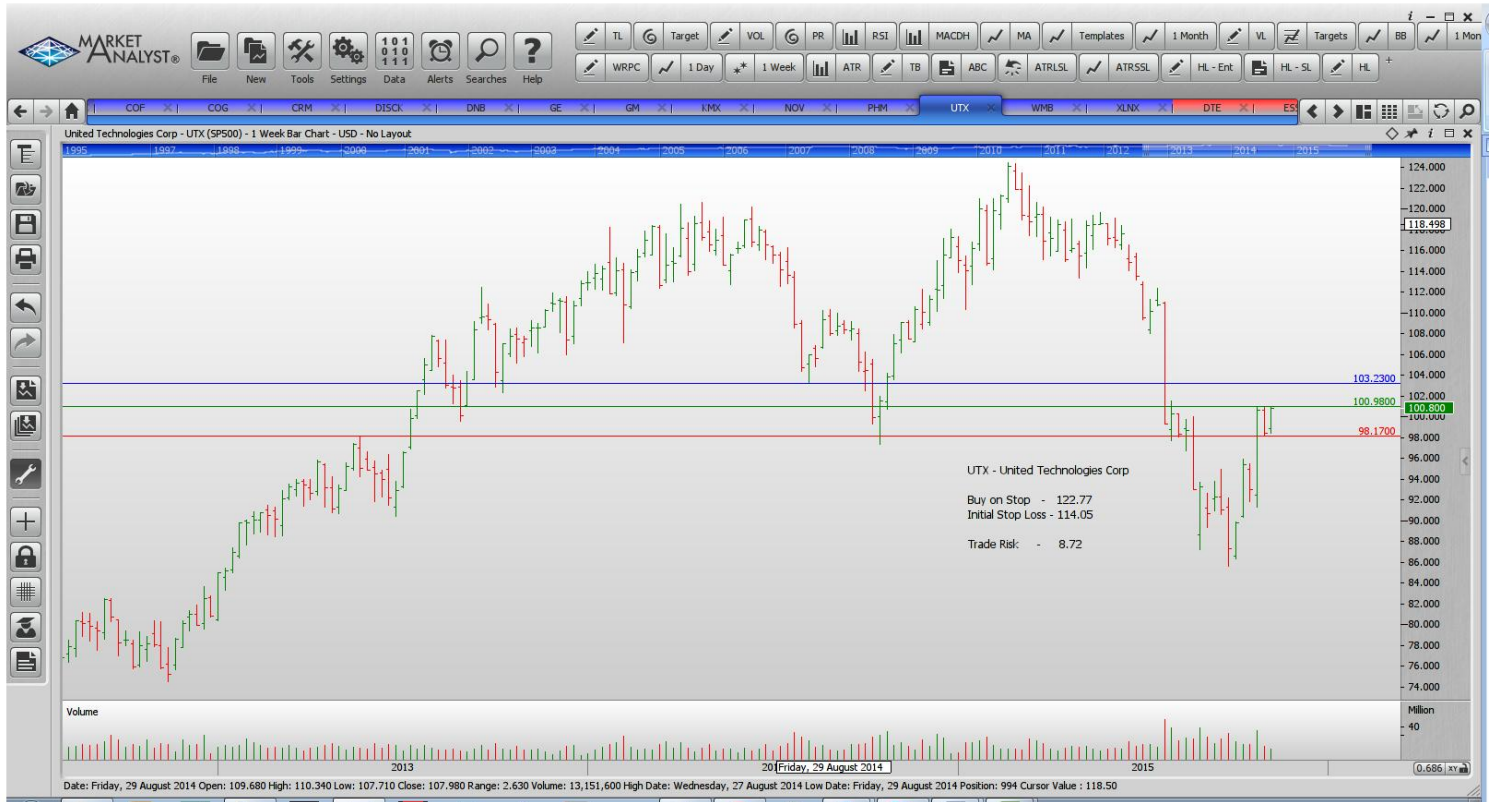 MARKET ANALYST®
File New Tools Settings Data Alerts Searches Help
TL Target VOL PR RSI MACDH MA Templates 1 Month VL Targets BB 1 Mon
WRPC 1 Day 1 Week ATR TB ABC ATRLSL ATRSSL HL - Ent HL - SL HL +
COF COG CRM DISCK DNB GE GM KMX NOV PHM UTX WMB XLNX DTE ES
United Technologies Corp - UTX (SP500) - 1 Week Bar Chart - USD - No Layout
1995 1997 1998 1999 2000 2001 2002 2003 2004 2005 2006 2007 2008 2009 2010 2011 2012 2013 2014 2015
124.000
122.000
120.000
118.498
118.000
116.000
114.000
112.000
110.000
108.000
106.000
104.000
103.2300
102.000
100.9800
100.800
100.000
98.1700
98.000
96.000
94.000
92.000
90.000
88.000
86.000
84.000
82.000
80.000
78.000
76.000
74.000
UTX - United Technologies Corp
Buy on Stop - 122.77
Initial Stop Loss - 114.05
Trade Risk - 8.72
Volume
Million
40
2013 201 Friday, 29 August 2014 2015
0.686 XY
Date: Friday, 29 August 2014 Open: 109.680 High: 110.340 Low: 107.710 Close: 107.980 Range: 2.630 Volume: 13,151,600 High Date: Wednesday, 27 August 2014 Low Date: Friday, 29 August 2014 Position: 994 Cursor Value : 118.50